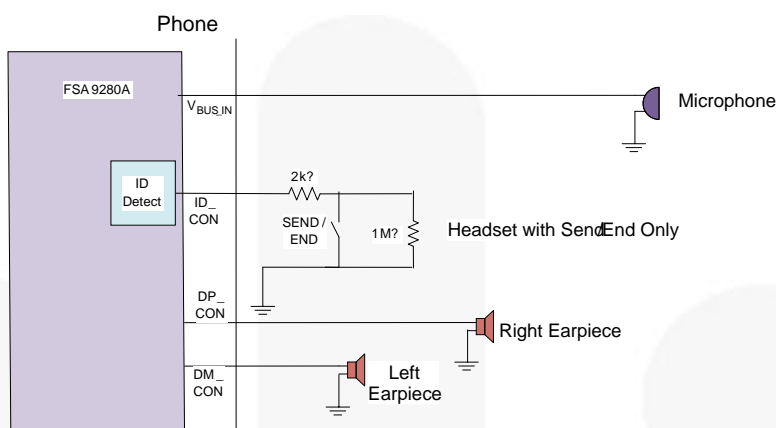 Phone
FSA 9280A
VBUS_IN
Microphone
ID
Detect
ID_
CON
2k?
SEND /
END
1M?
Headset with Send/End Only
DP_
CON
Right Earpiece
DM_
CON
Left
Earpiece